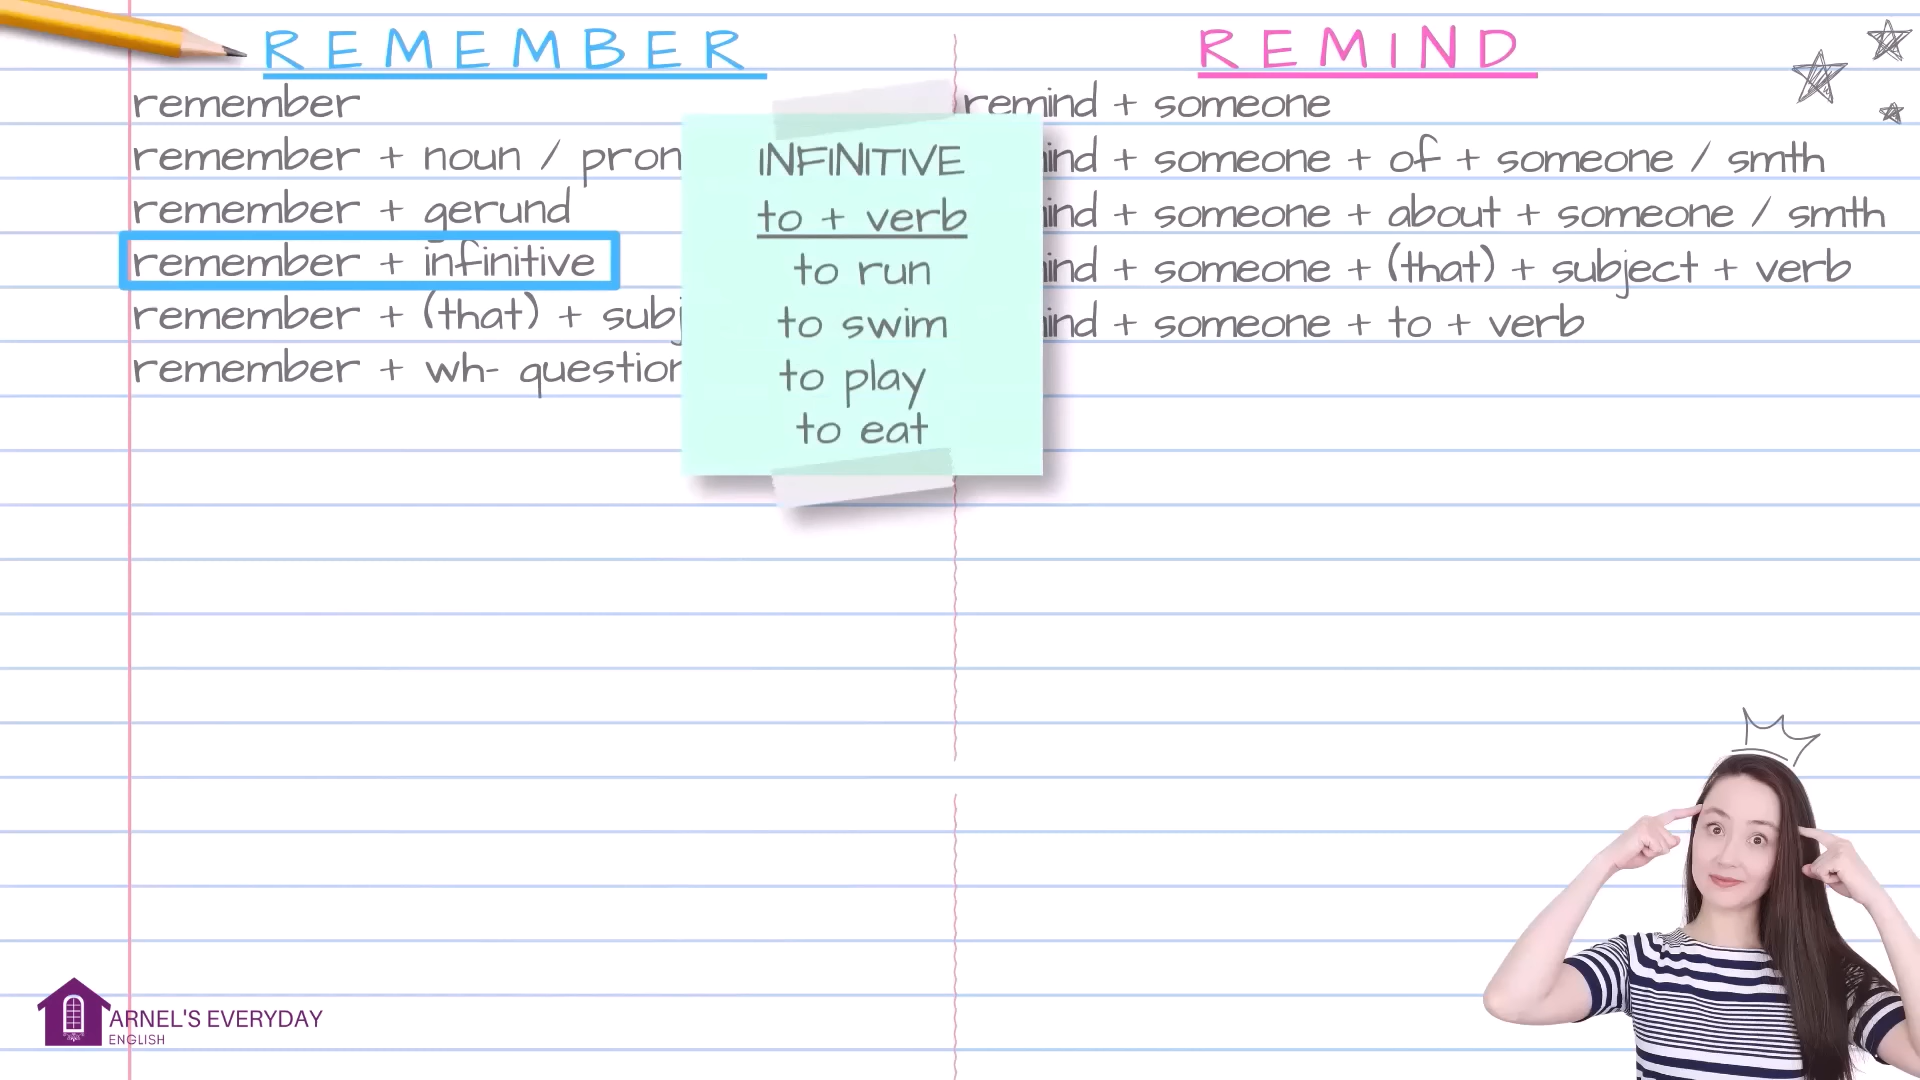 REMEMBER
remember
remember + noun / pron
remember + gerund
remember + infinitive
remember + (that) + subj
remember + wh- question
INFINITIVE
to + verb
to run
to swim
to play
to eat
REMIND
remind + someone
ind + someone + of + someone / smth
ind + someone + about + someone / smth
ind + someone + (that) + subject + verb
ind + someone + to + verb
ARNEL'S EVERYDAY
ENGLISH